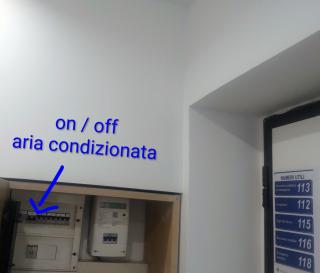 on / off
aria condizionata
NUMERI UTILI
113
112
115
116
118